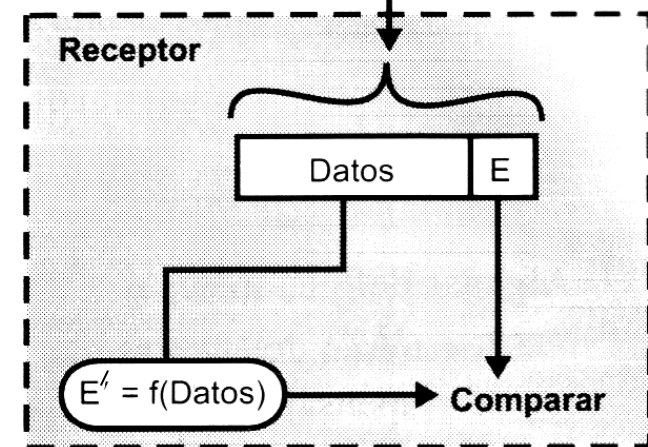 Receptor
Datos E
E′ = f(Datos)
Comparar